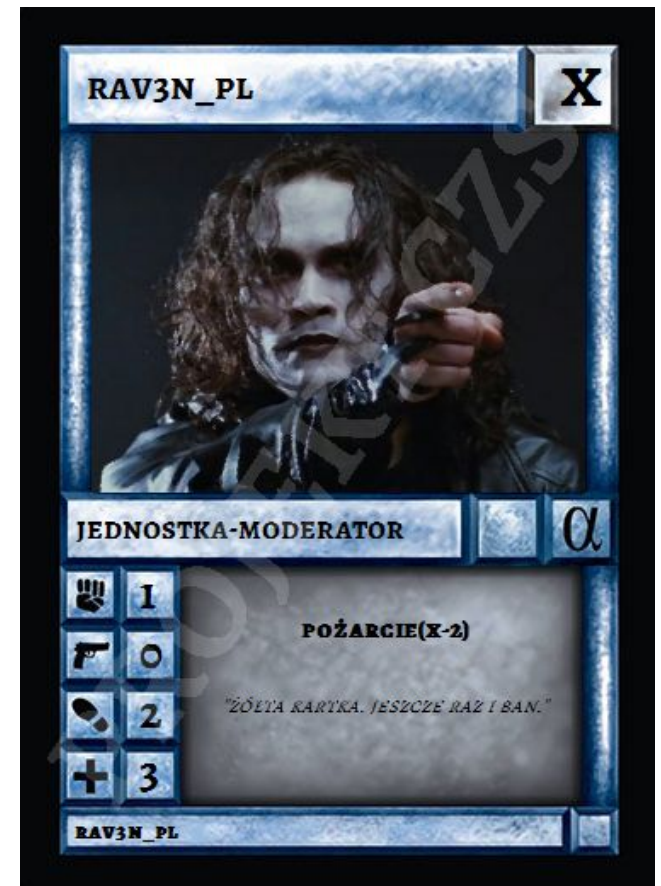 RAV3N_PL
X
JEDNOSTKA-MODERATOR
α
1
POŻARCIE(X-2)
0
"ŻÓŁTA KARTKA. JESZCZE RAZ I BAN."
2
3
RAV3N_PL